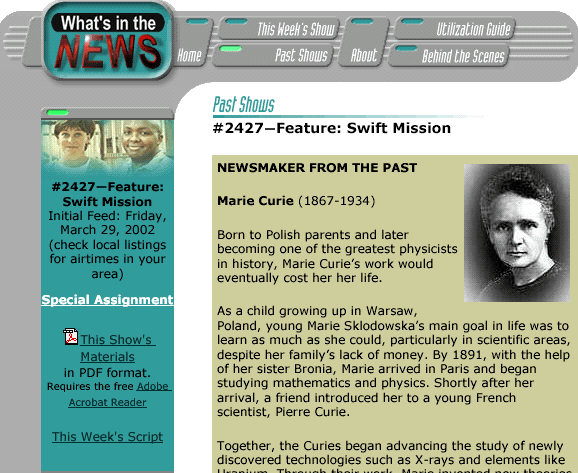 What's in the
NEWS
Home
This Week's Show
Past Shows
About
Utilization Guide
Behind the Scenes
#2427—Feature:
Swift Mission
Initial Feed: Friday,
March 29, 2002
(check local listings
for airtimes in your
area)
Special Assignment
This Show's
Materials
in PDF format.
Requires the free Adobe
Acrobat Reader
This Week's Script
Past Shows
#2427—Feature: Swift Mission
NEWSMAKER FROM THE PAST
Marie Curie (1867-1934)
Born to Polish parents and later
becoming one of the greatest physicists
in history, Marie Curie's work would
eventually cost her her life.
As a child growing up in Warsaw,
Poland, young Marie Sklodowska's main goal in life was to
learn as much as she could, particularly in scientific areas,
despite her family's lack of money. By 1891, with the help
of her sister Bronia, Marie arrived in Paris and began
studying mathematics and physics. Shortly after her
arrival, a friend introduced her to a young French
scientist, Pierre Curie.
Together, the Curies began advancing the study of newly
discovered technologies such as X-rays and elements like
Uranium. Through their work, Marie invented new theories